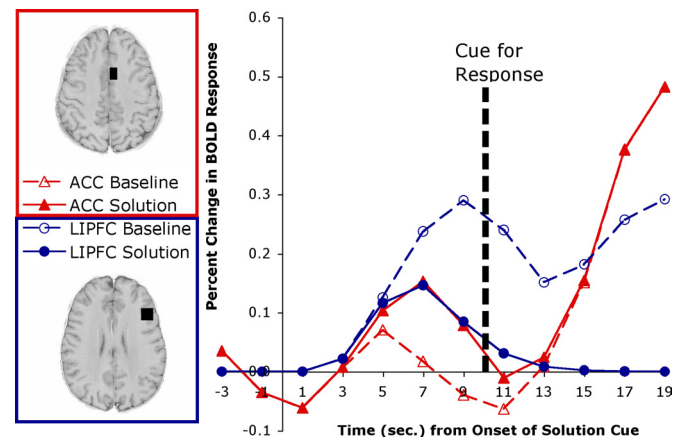 ACC Baseline
ACC Solution
LIPFC Baseline
LIPFC Solution
Percent Change in BOLD Response
0.6
0.5
0.4
0.3
0.2
0.1
0.0
-0.1
Cue for
Response
-3 -1 1 3 5 7 9 11 13 15 17 19
Time (sec.) from Onset of Solution Cue